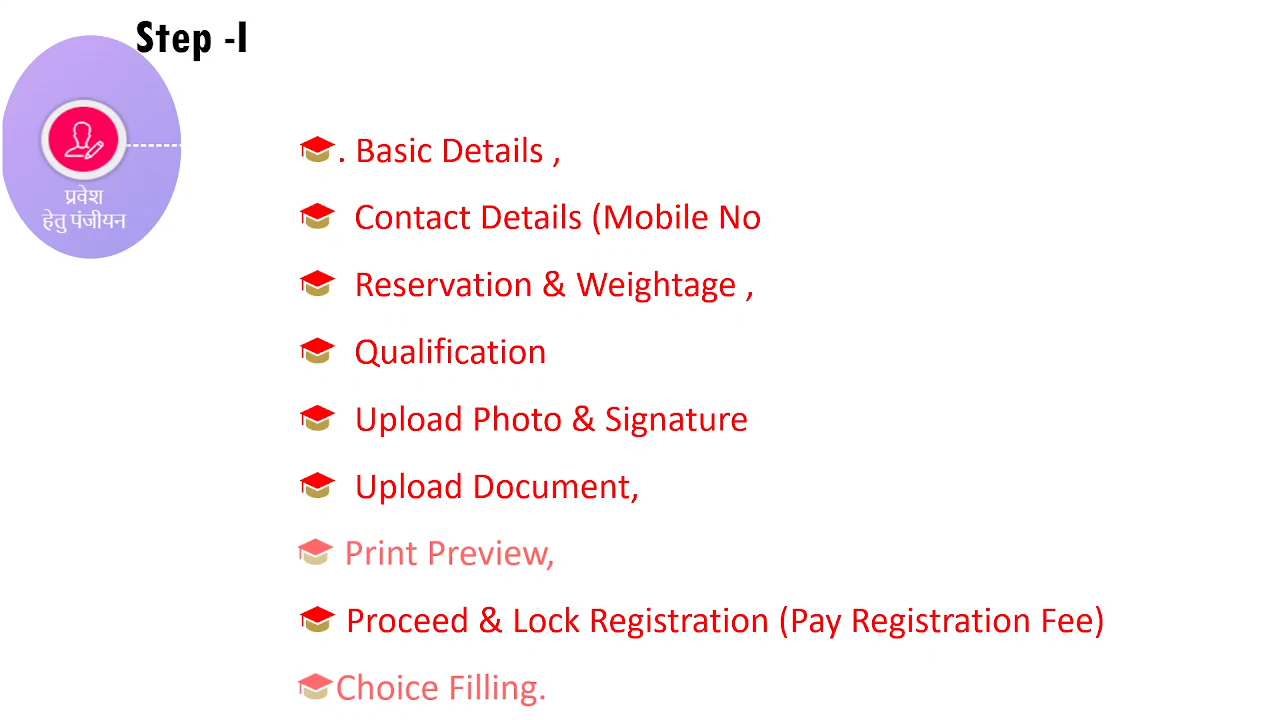 Step -I
प्रवेश
हेतु पंजीयन
. Basic Details ,
Contact Details (Mobile No
Reservation & Weightage ,
Qualification
Upload Photo & Signature
Upload Document,
Print Preview,
Proceed & Lock Registration (Pay Registration Fee)
Choice Filling.